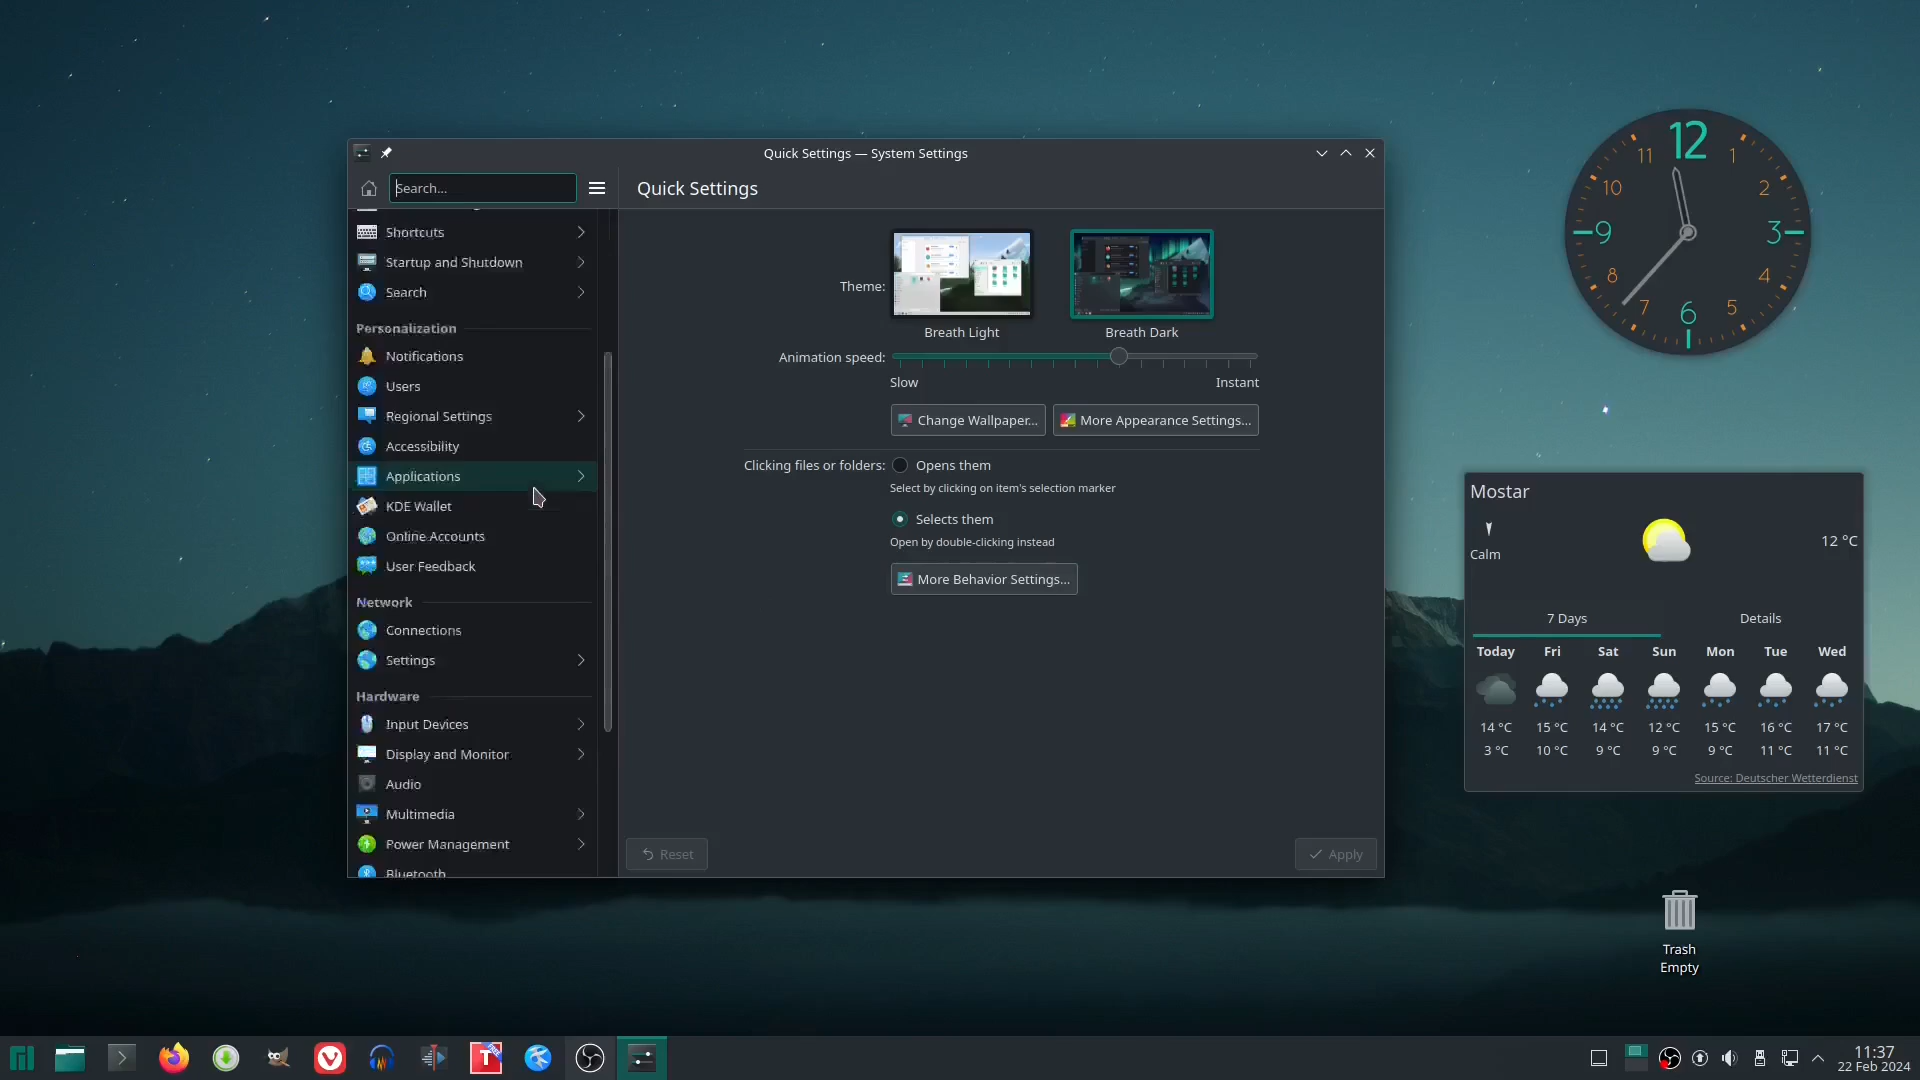 Quick Settings — System Settings
Search...
Quick Settings
Shortcuts
Startup and Shutdown
Search
Personalization
Notifications
Users
Regional Settings
Accessibility
Applications
KDE Wallet
Online Accounts
User Feedback
Network
Connections
Settings
Hardware
Input Devices
Display and Monitor
Audio
Multimedia
Power Management
Bluetooth
Theme:
Breath Light
Breath Dark
Animation speed:
Slow
Instant
Change Wallpaper...
More Appearance Settings...
Clicking files or folders:
Opens them
Select by clicking on item's selection marker
Selects them
Open by double-clicking instead
More Behavior Settings...
Reset
Apply
12
1
2
3
4
5
6
7
8
9
10
11
Mostar
Calm
12 °C
7 Days
Details
Today Fri Sat Sun Mon Tue Wed
14 °C 15 °C 14 °C 12 °C 15 °C 16 °C 17 °C
3 °C 10 °C 9 °C 9 °C 9 °C 11 °C 11 °C
Source: Deutscher Wetterdienst
Trash
Empty
T
11:37
22 Feb 2024